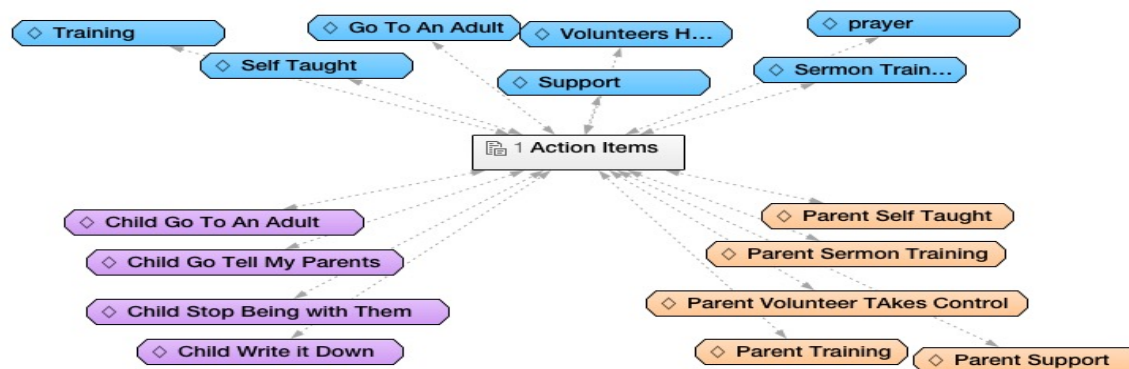 Training
Go To An Adult
Volunteers H...
prayer
Self Taught
Support
Sermon Train...
1 Action Items
Child Go To An Adult
Parent Self Taught
Child Go Tell My Parents
Parent Sermon Training
Child Stop Being with Them
Parent Volunteer TAkes Control
Child Write it Down
Parent Training
Parent Support